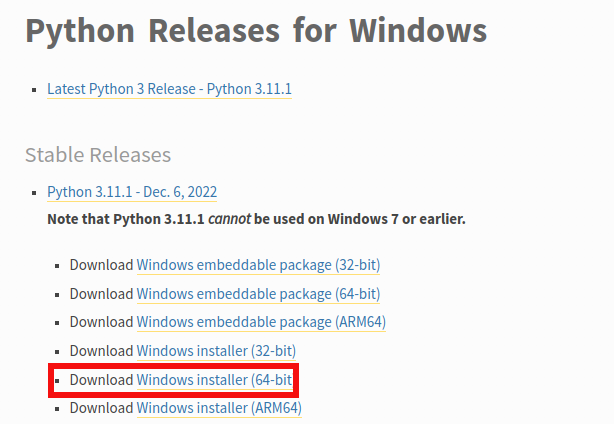 Python Releases for Windows
Latest Python 3 Release - Python 3.11.1
Stable Releases
Python 3.11.1 - Dec. 6, 2022
Note that Python 3.11.1 cannot be used on Windows 7 or earlier.
Download Windows embeddable package (32-bit)
Download Windows embeddable package (64-bit)
Download Windows embeddable package (ARM64)
Download Windows installer (32-bit)
Download Windows installer (64-bit
Download Windows installer (ARM64)